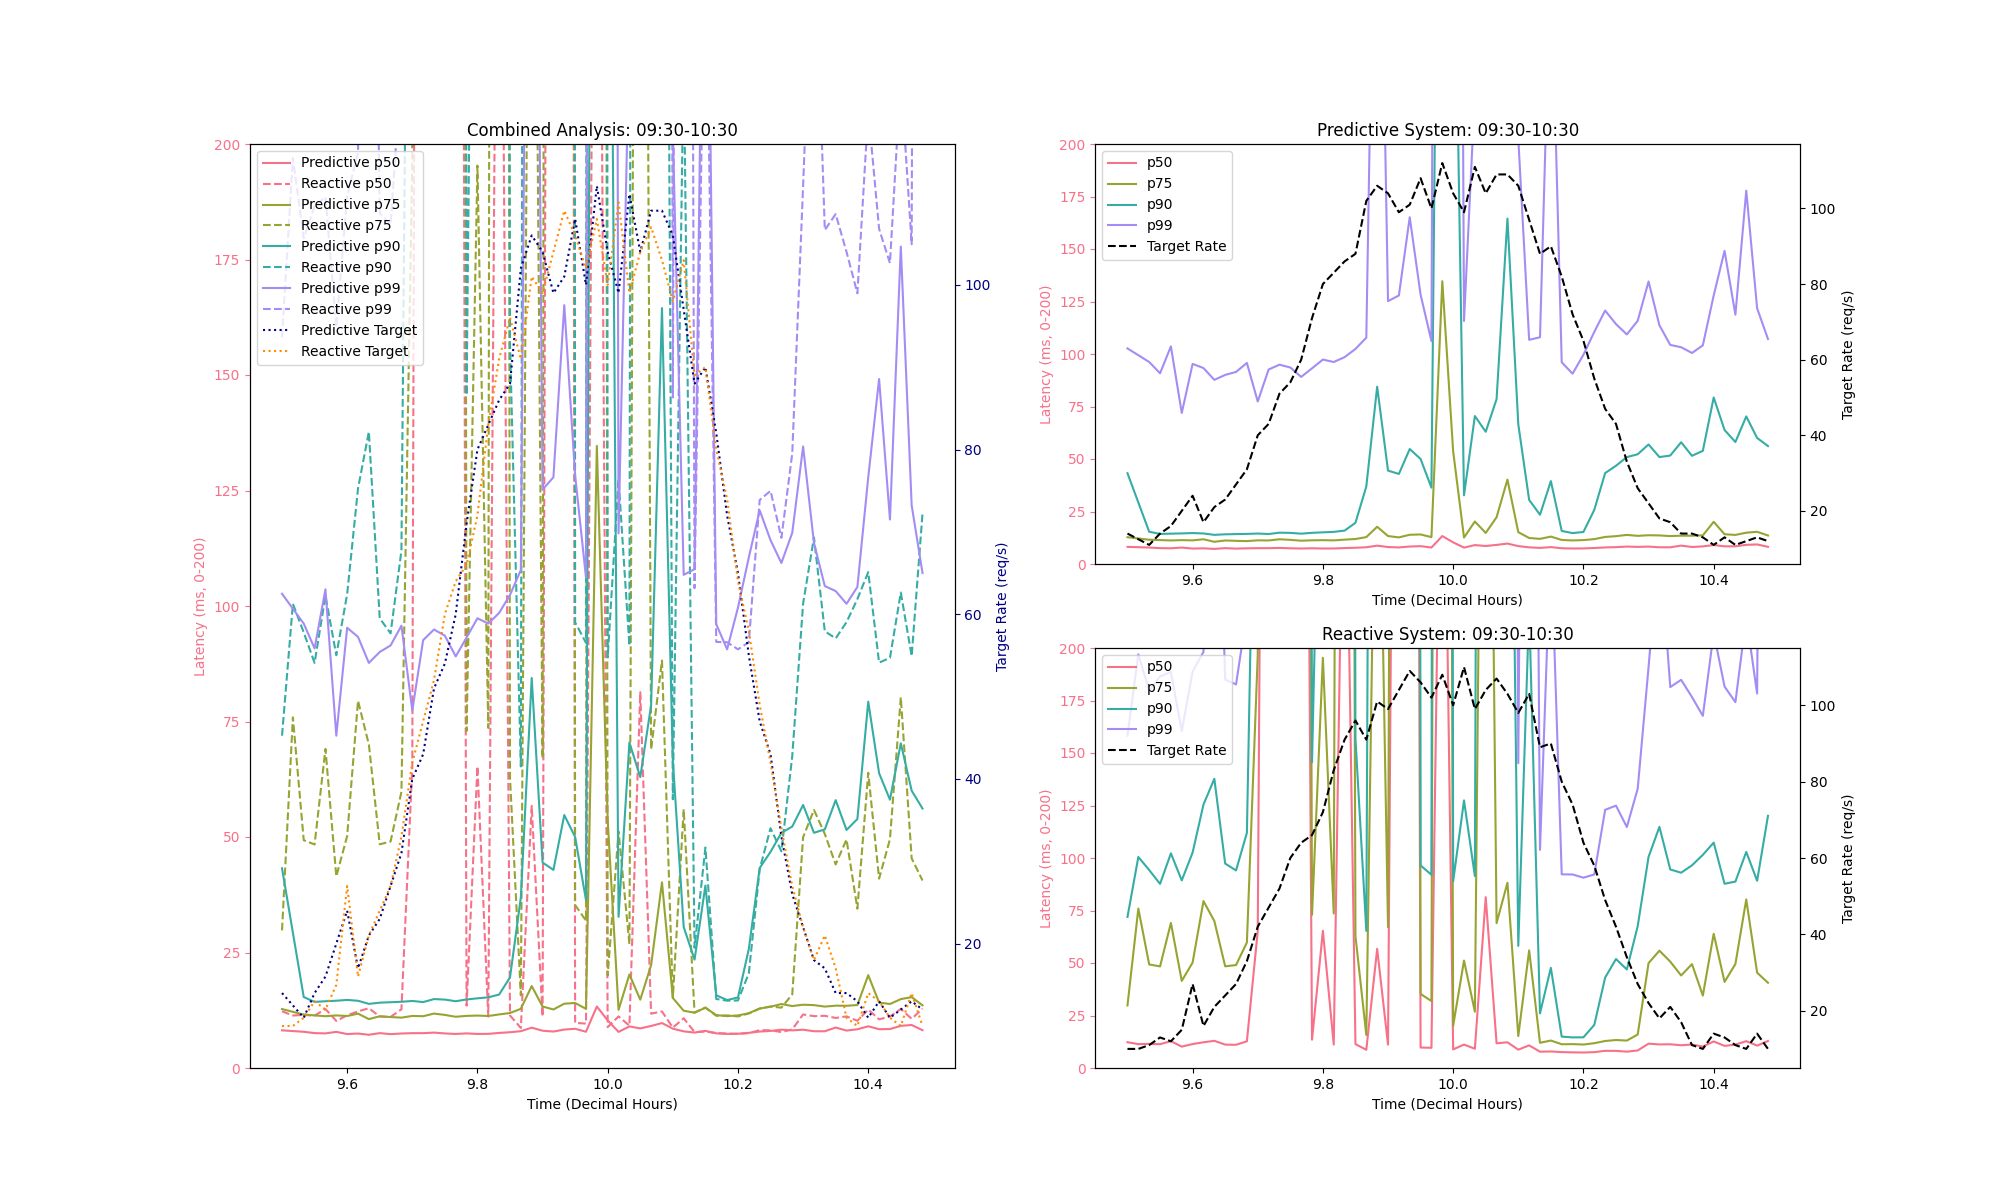 Combined Analysis: 09:30-10:30
Predictive p50
Reactive p50
Predictive p75
Reactive p75
Predictive p90
Reactive p90
Predictive p99
Reactive p99
Predictive Target
Reactive Target
200
175
150
125
100
75
50
25
0
Latency (ms, 0-200)
9.6
9.8
10.0
10.2
10.4
Time (Decimal Hours)
100
80
60
40
20
Target Rate (req/s)
Predictive System: 09:30-10:30
p50
p75
p90
p99
Target Rate
200
175
150
125
100
75
50
25
0
Latency (ms, 0-200)
9.6
9.8
10.0
10.2
10.4
Time (Decimal Hours)
100
80
60
40
20
Target Rate (req/s)
Reactive System: 09:30-10:30
p50
p75
p90
p99
Target Rate
200
175
150
125
100
75
50
25
0
Latency (ms, 0-200)
9.6
9.8
10.0
10.2
10.4
Time (Decimal Hours)
100
80
60
40
20
Target Rate (req/s)